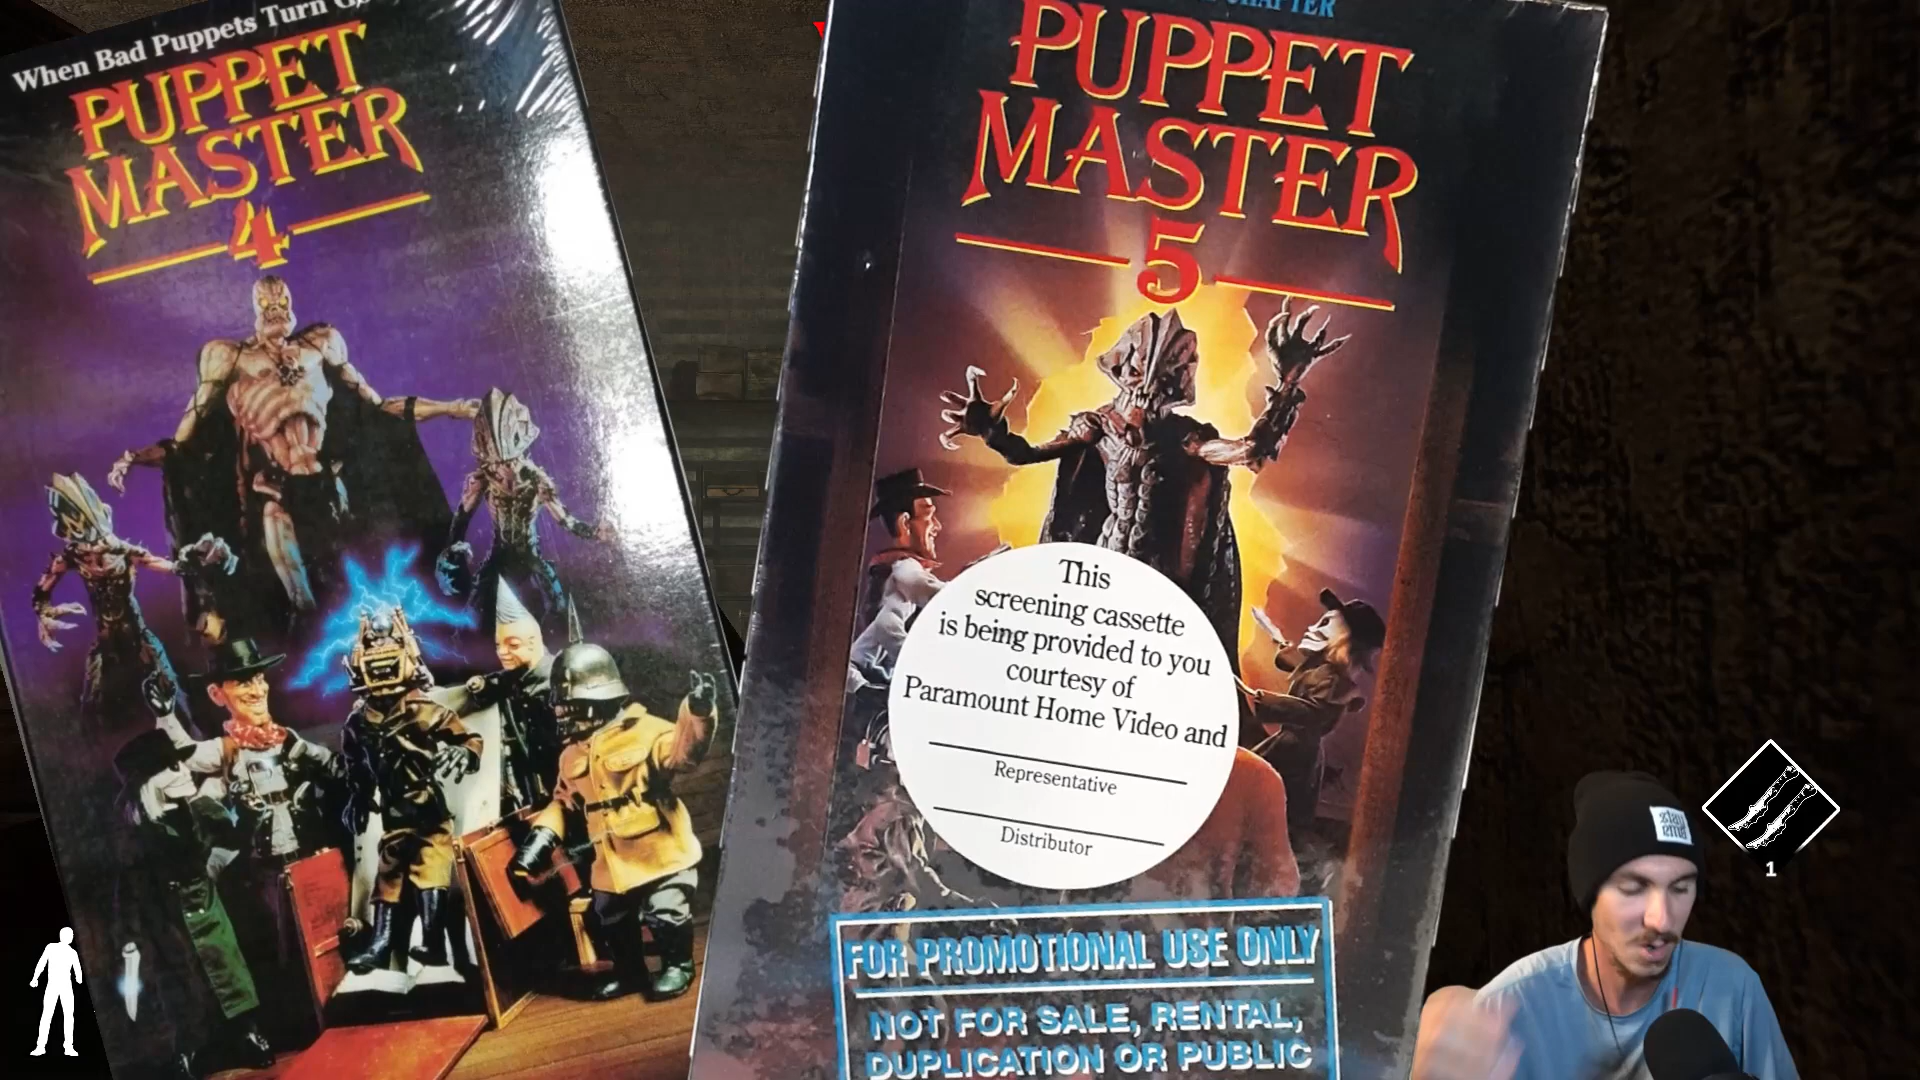 When Bad Puppets Turn
PUPPET
MASTER
4
CHAPTER
PUPPET
MASTER
5
This
screening cassette
is being provided to you
courtesy of
Paramount Home Video and
Representative
Distributor
FOR PROMOTIONAL USE ONLY
NOT FOR SALE, RENTAL,
DUPLICATION OR PUBLIC
stay
1